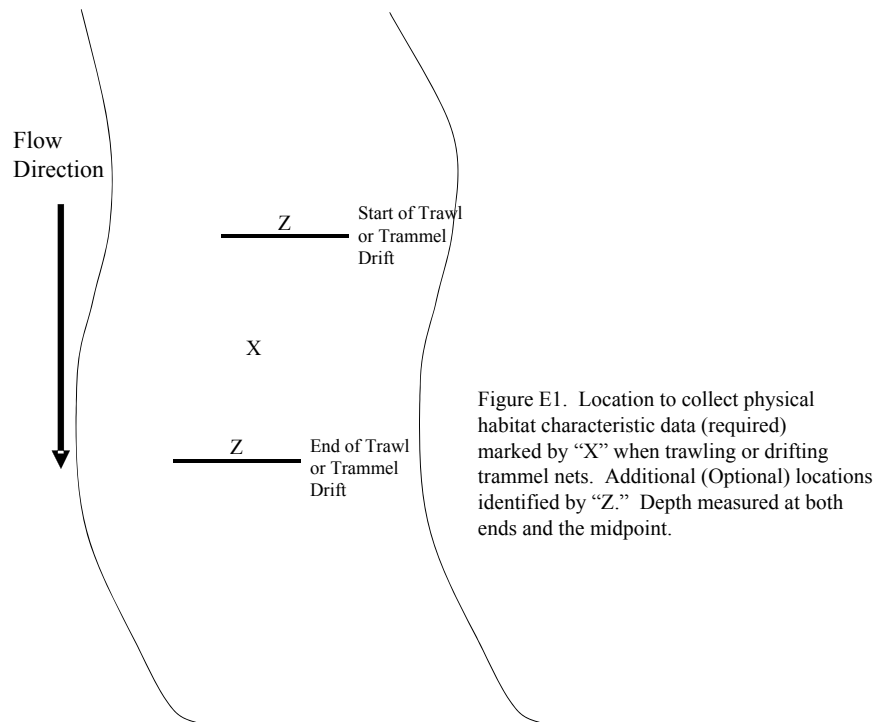 Flow
Direction
Z
Start of Trawl
or Trammel
Drift
X
Z
End of Trawl
or Trammel
Drift
Figure E1.  Location to collect physical
habitat characteristic data (required)
marked by “X” when trawling or drifting
trammel nets.  Additional (Optional) locations
identified by “Z.”  Depth measured at both
ends and the midpoint.